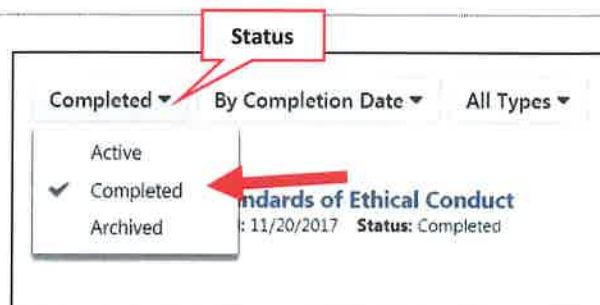 Status
Completed ▾ By Completion Date ▾ All Types ▾
Active
✔ Completed
Archived
ndards of Ethical Conduct
: 11/20/2017 Status: Completed